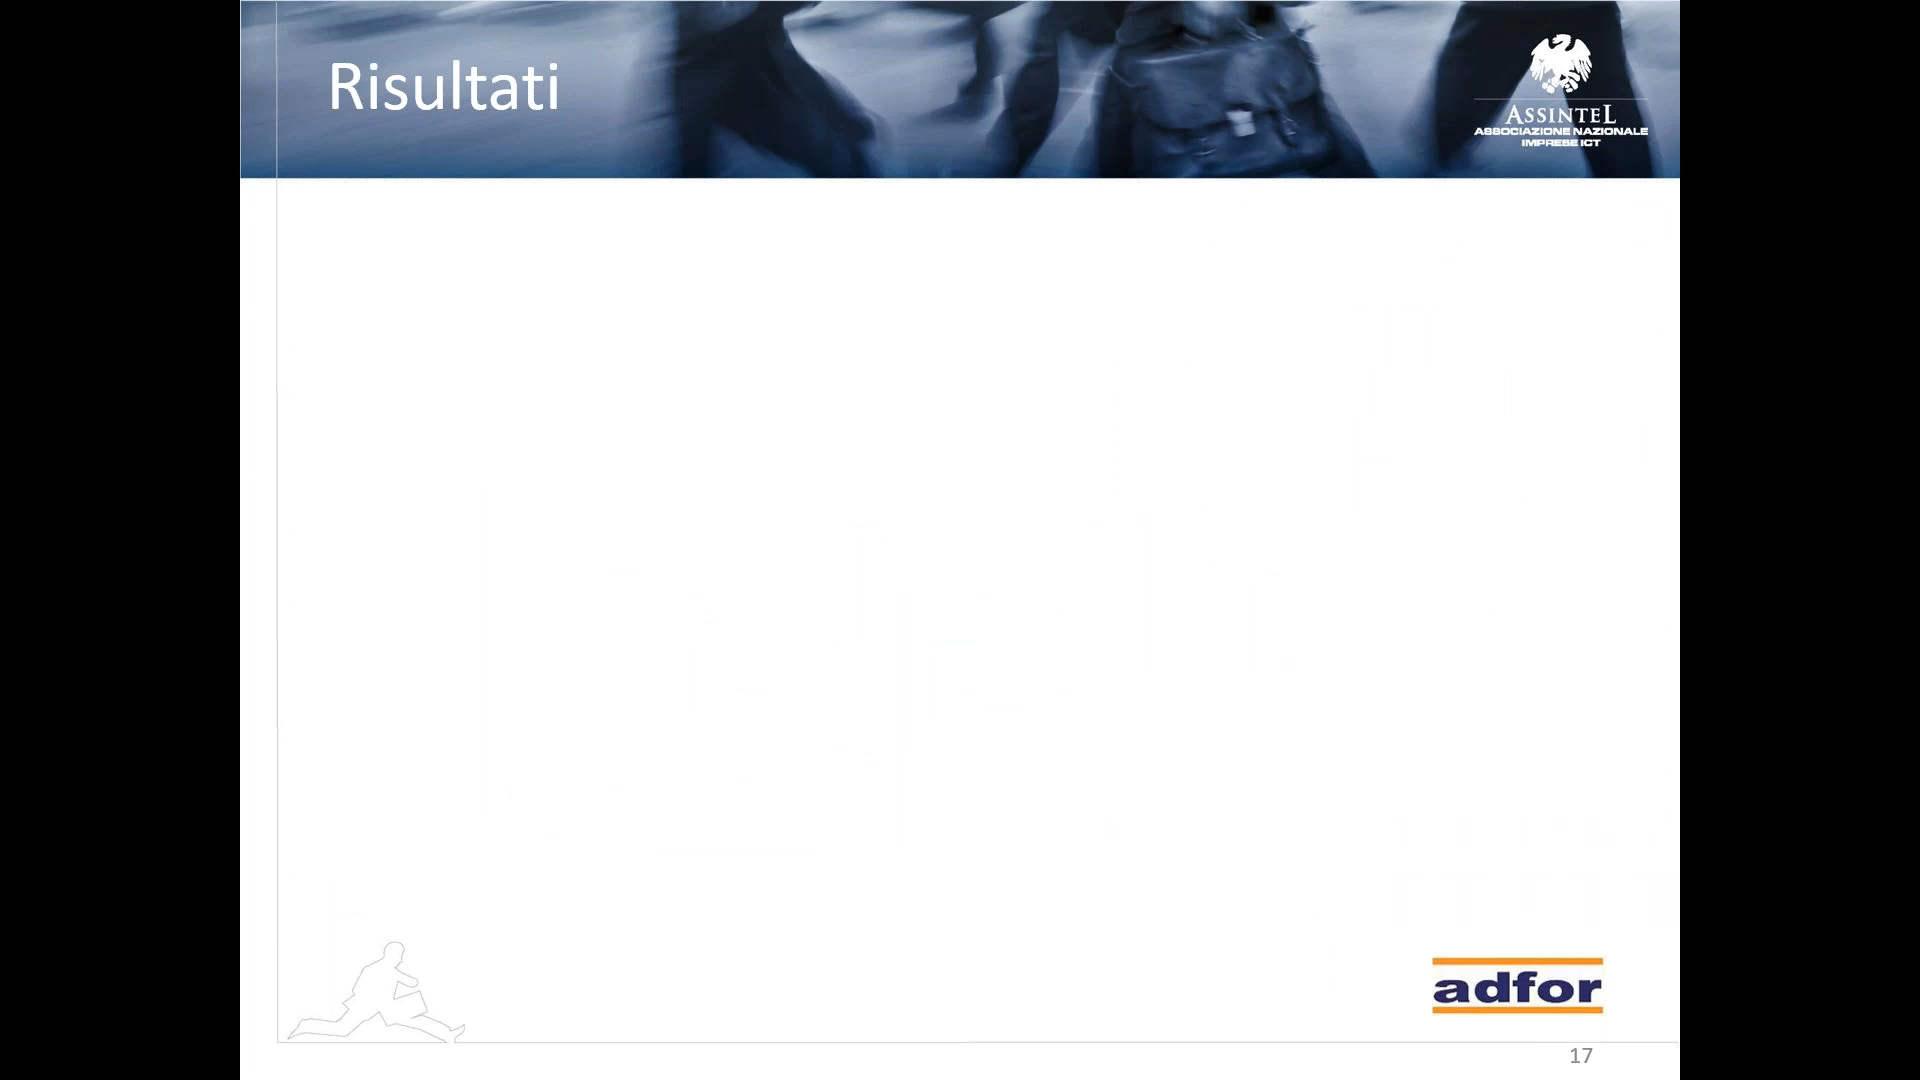 Risultati
ASSINTEL
ASSOCIAZIONE NAZIONALE
IMPRESE ICT
adfor
17